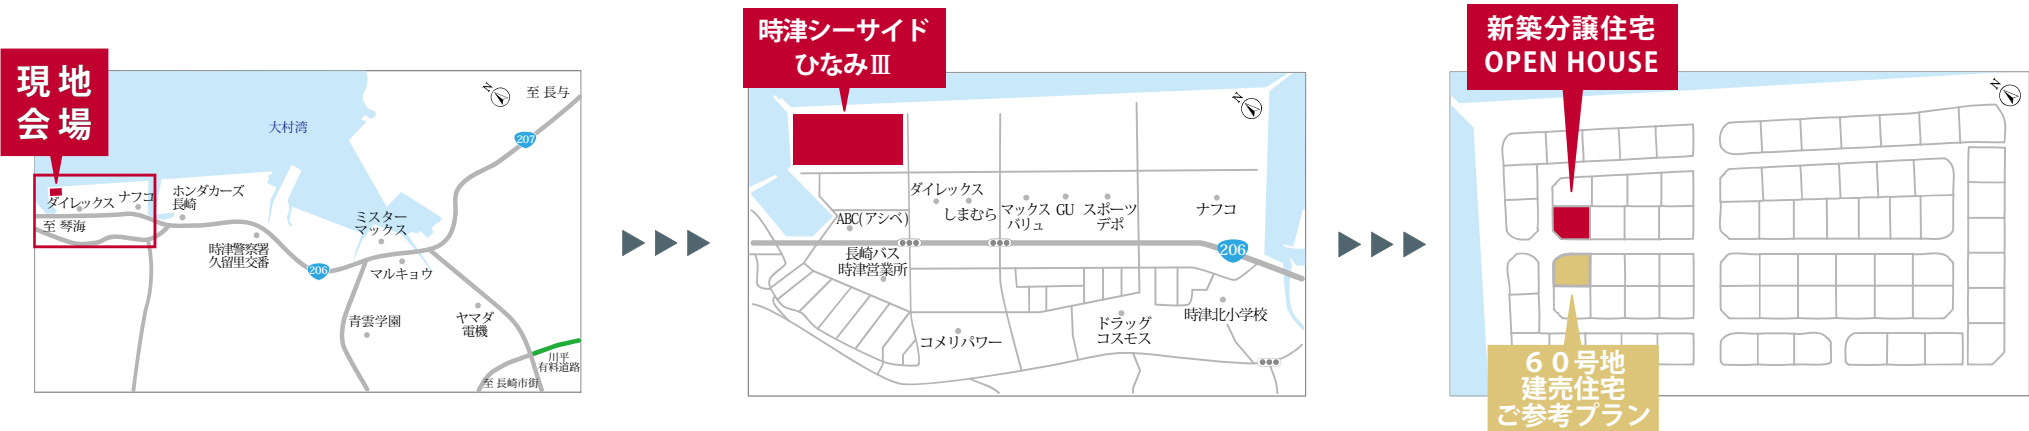 現地
会場
N
至 長与
大村湾
207
ダイレックス
ナフコ
ホンダカーズ
長崎
至 琴海
ミスター
マックス
時津警察署
久留里交番
206
マルキョウ
青雲学園
ヤマダ
電機
川平
有料道路
至 長崎市街
時津シーサイド
ひなみⅢ
N
ダイレックス
しまむら
マックス
バリュ
GU
スポーツ
デポ
ナフコ
ABC(アシベ)
長崎バス
時津営業所
206
時津北小学校
コメリパワー
ドラッグ
コスモス
新築分譲住宅
OPEN HOUSE
N
６０号地
建売住宅
ご参考プラン